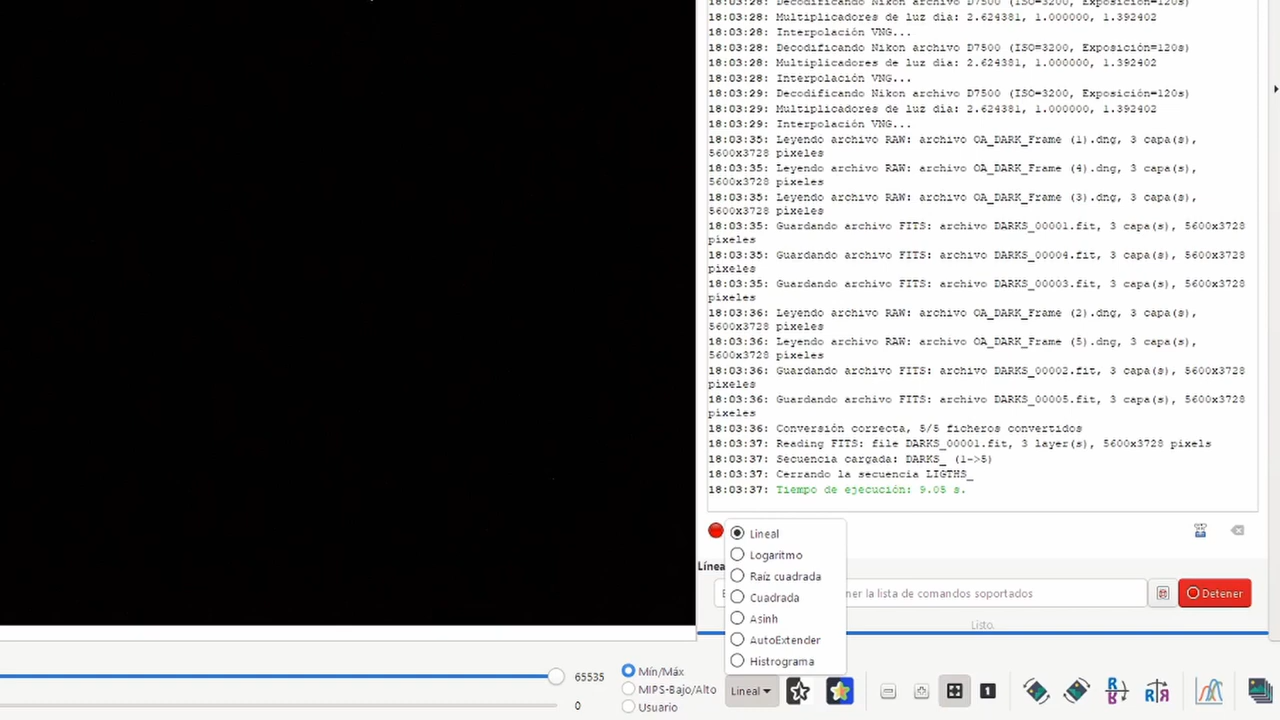 18:03:28: Decodificando Nikon archivo D7500 (ISO=3200, Exposición=120s)
18:03:28: Multiplicadores de luz día: 2.624381, 1.000000, 1.392402
18:03:28: Interpolación VNG...
18:03:28: Decodificando Nikon archivo D7500 (ISO=3200, Exposición=120s)
18:03:28: Multiplicadores de luz día: 2.624381, 1.000000, 1.392402
18:03:28: Interpolación VNG...
18:03:29: Decodificando Nikon archivo D7500 (ISO=3200, Exposición=120s)
18:03:29: Multiplicadores de luz día: 2.624381, 1.000000, 1.392402
18:03:29: Interpolación VNG...
18:03:35: Leyendo archivo RAW: archivo OA_DARK_Frame (1).dng, 3 capa(s),
5600x3728 píxeles
18:03:35: Leyendo archivo RAW: archivo OA_DARK_Frame (4).dng, 3 capa(s),
5600x3728 píxeles
18:03:35: Leyendo archivo RAW: archivo OA_DARK_Frame (3).dng, 3 capa(s),
5600x3728 píxeles
18:03:35: Guardando archivo FITS: archivo DARKS_00001.fit, 3 capa(s), 5600x3728
píxeles
18:03:35: Guardando archivo FITS: archivo DARKS_00004.fit, 3 capa(s), 5600x3728
píxeles
18:03:35: Guardando archivo FITS: archivo DARKS_00003.fit, 3 capa(s), 5600x3728
píxeles
18:03:36: Leyendo archivo RAW: archivo OA_DARK_Frame (2).dng, 3 capa(s),
5600x3728 píxeles
18:03:36: Leyendo archivo RAW: archivo OA_DARK_Frame (5).dng, 3 capa(s),
5600x3728 píxeles
18:03:36: Guardando archivo FITS: archivo DARKS_00002.fit, 3 capa(s), 5600x3728
píxeles
18:03:36: Guardando archivo FITS: archivo DARKS_00005.fit, 3 capa(s), 5600x3728
píxeles
18:03:36: Conversión correcta, 5/5 ficheros convertidos
18:03:37: Reading FITS: file DARKS_00001.fit, 3 layer(s), 5600x3728 pixels
18:03:37: Secuencia cargada: DARKS_ (1->5)
18:03:37: Cerrando la secuencia LIGTHS_
18:03:37: Tiempo de ejecución: 9.05 s.
Lineal
Logaritmo
Raíz cuadrada
Cuadrada
Asinh
AutoExtender
Histrograma
Línea
ner la lista de comandos soportados
Detener
Listo.
65535
0
Mín/Máx
MIPS-Bajo/Alto
Usuario
Lineal
1
R
R
R R